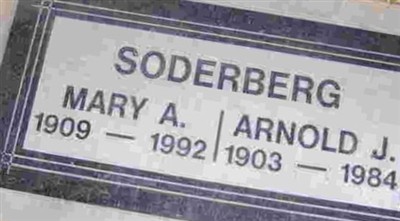 SODERBERG
MARY A. | ARNOLD J.
1909 — 1992 | 1903 — 1984